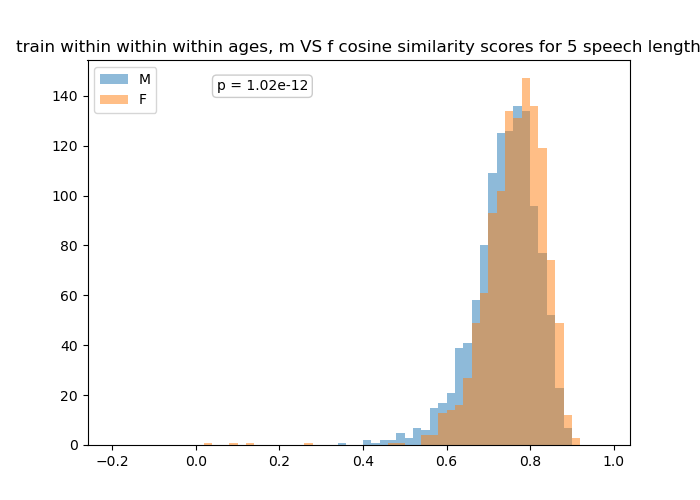 train within within within ages, m VS f cosine similarity scores for 5 speech length
M
F
p = 1.02e-12
140
120
100
80
60
40
20
0
−0.2 0.0 0.2 0.4 0.6 0.8 1.0